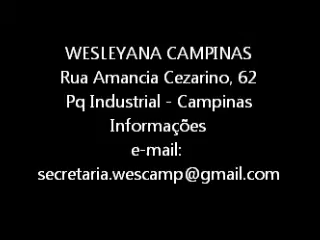 WESLEYANA CAMPINAS
Rua Amancia Cezarino, 62
Pq Industrial - Campinas
Informações
e-mail:
secretaria.wescamp@gmail.com